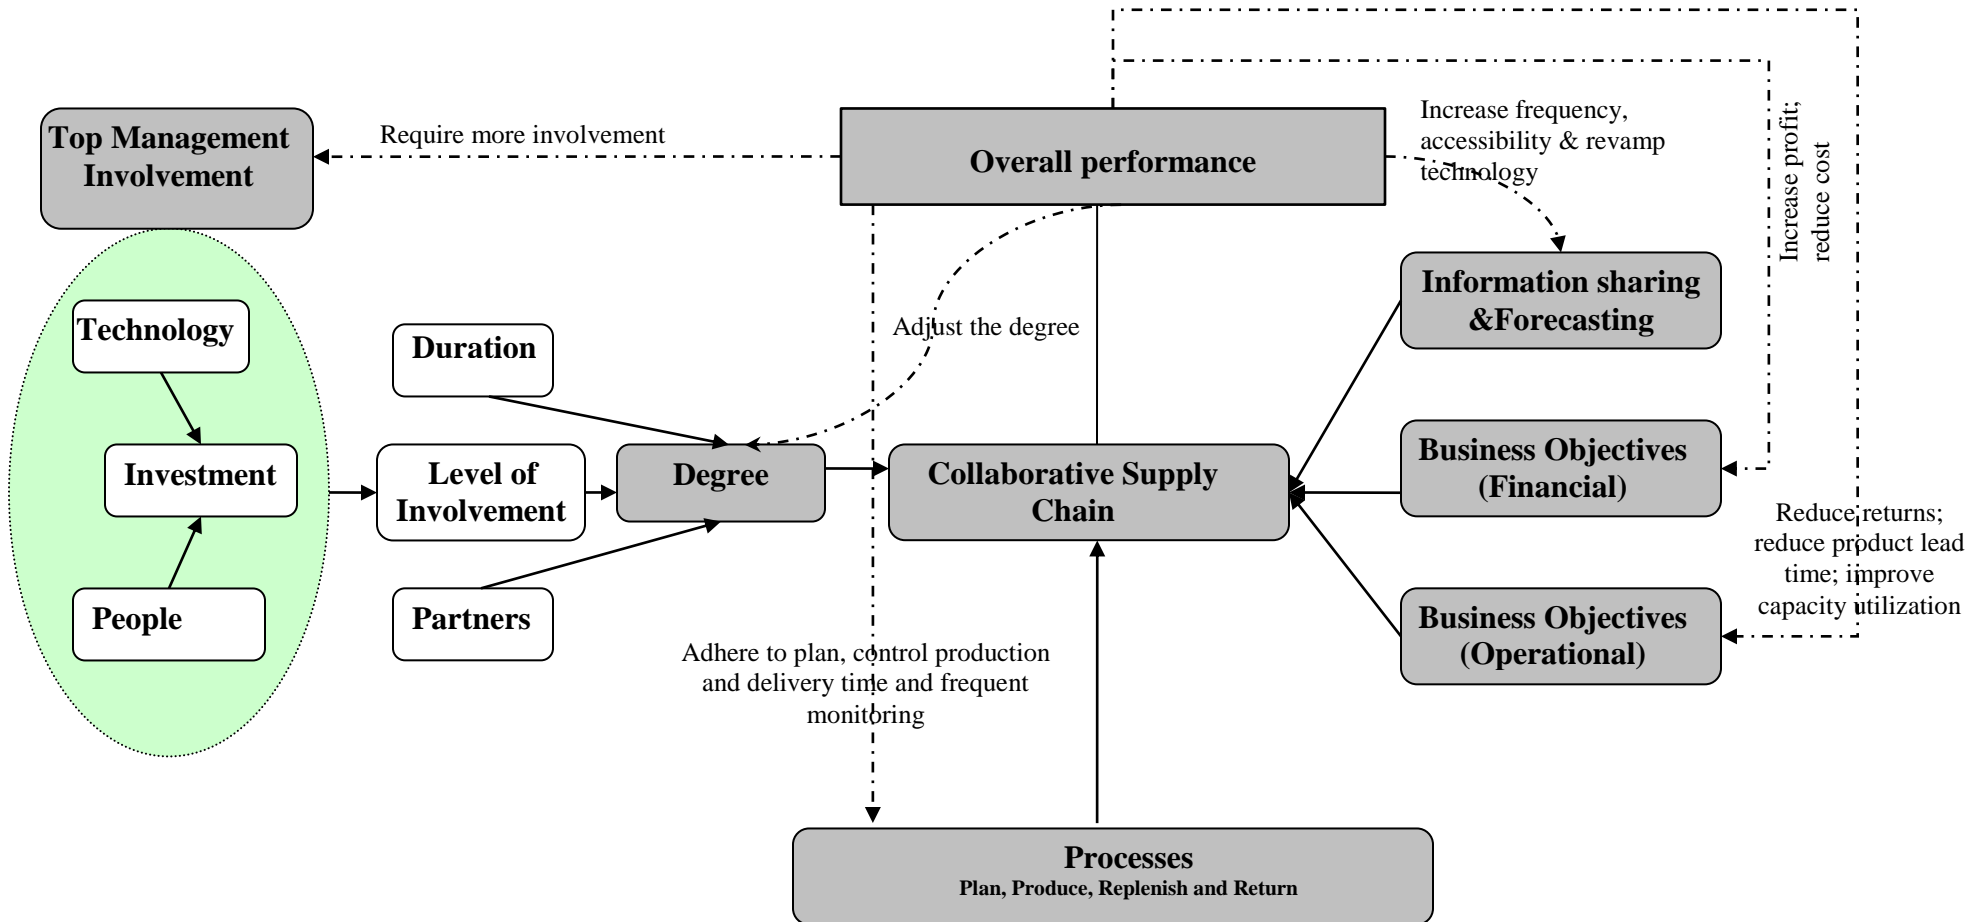 Top Management
Involvement
Require more involvement
Overall performance
Increase frequency,
accessibility & revamp
technology
Increase profit;
reduce cost
Information sharing
&Forecasting
Technology
Duration
Adjust the degree
Investment
Level of
Involvement
Degree
Collaborative Supply
Chain
Business Objectives
(Financial)
Reduce returns;
reduce product lead
time; improve
capacity utilization
People
Partners
Business Objectives
(Operational)
Adhere to plan, control production
and delivery time and frequent
monitoring
Processes
Plan, Produce, Replenish and Return